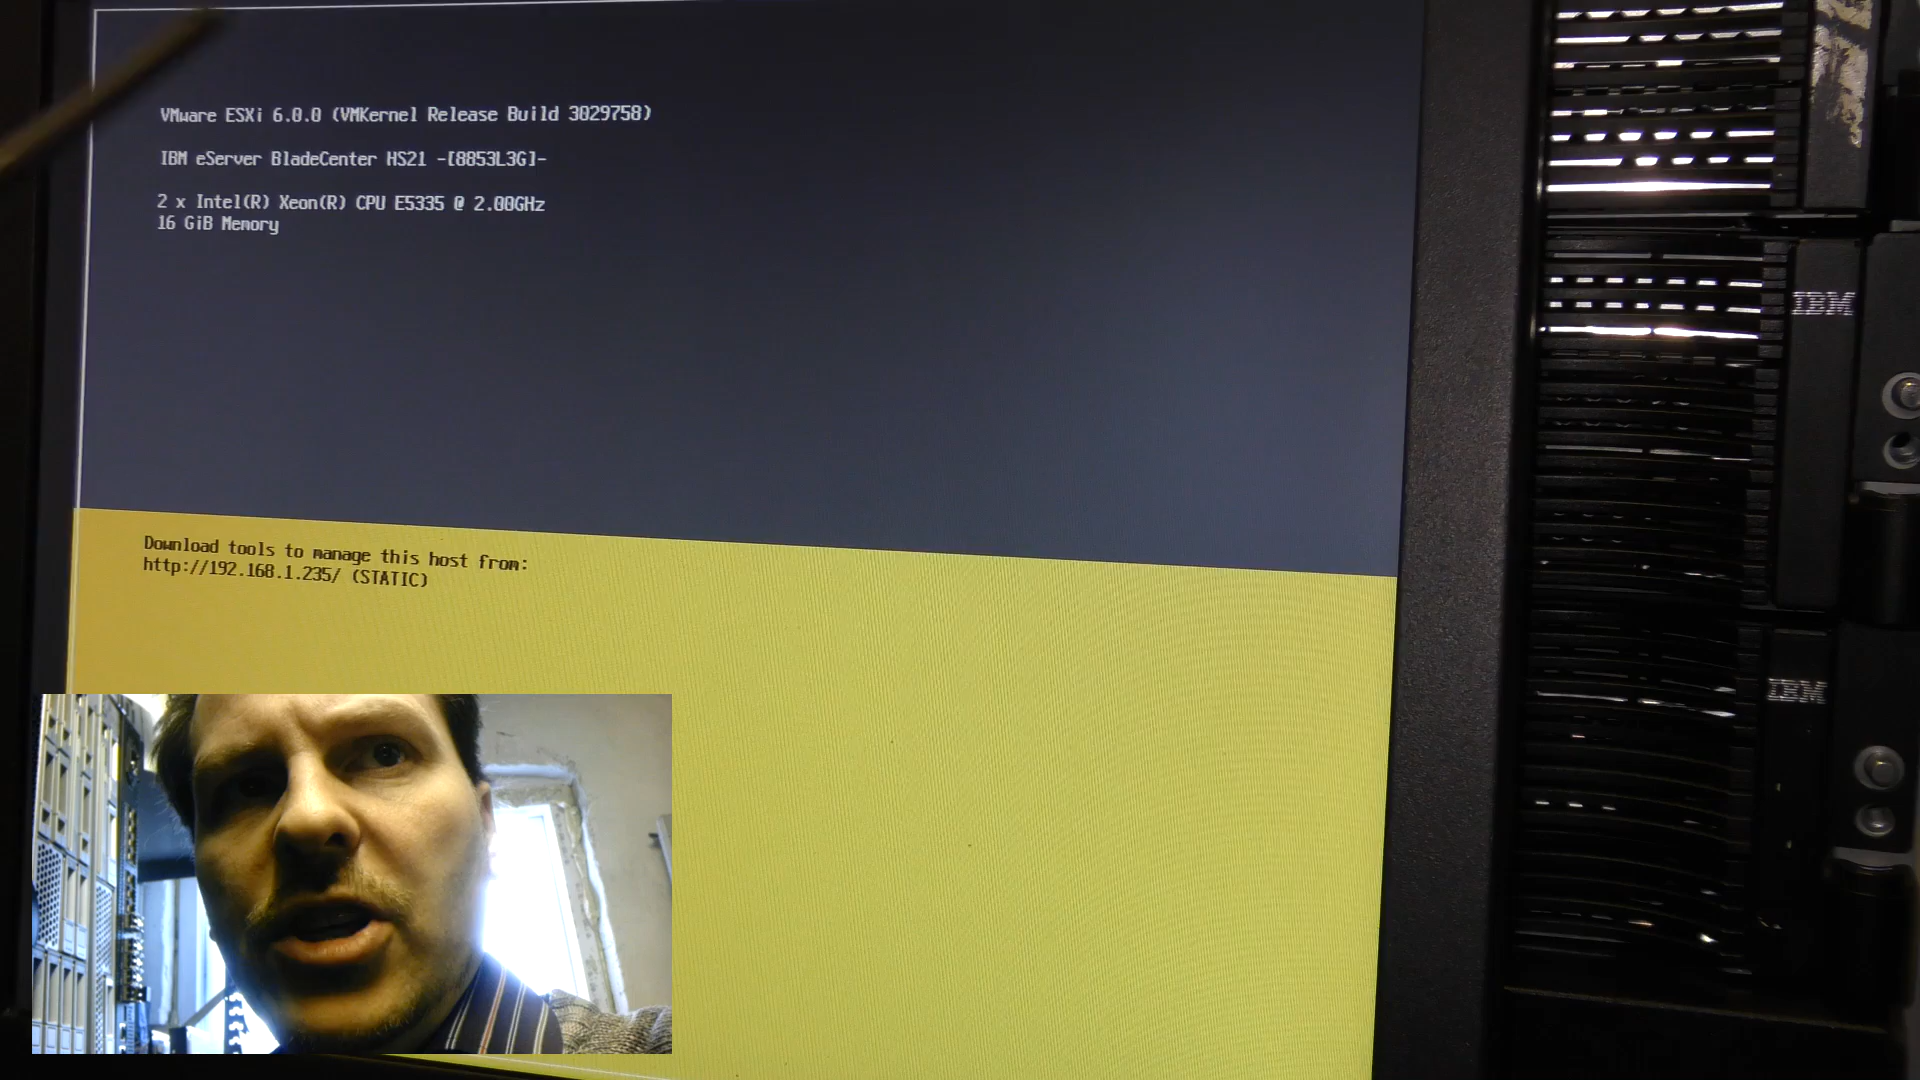 VMware ESXi 6.0.0 (VMKernel Release Build 3029758)
IBM eServer BladeCenter HS21 -[8853L3G]-
2 x Intel(R) Xeon(R) CPU E5335 @ 2.00GHz
16 GiB Memory
Download tools to manage this host from:
http://192.168.1.235/ (STATIC)
IBM
IBM